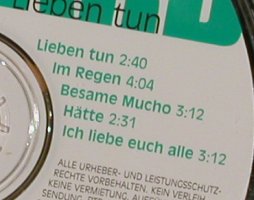 Lieben tun
Lieben tun 2:40
Im Regen 4:04
Besame Mucho 3:12
Hätte 2:31
Ich liebe euch alle 3:12
ALLE URHEBER- UND LEISTUNGSSCHUTZ-
RECHTE VORBEHALTEN. KEIN VERLEIH
KEINE VERMIETUNG,
SENDUNG,